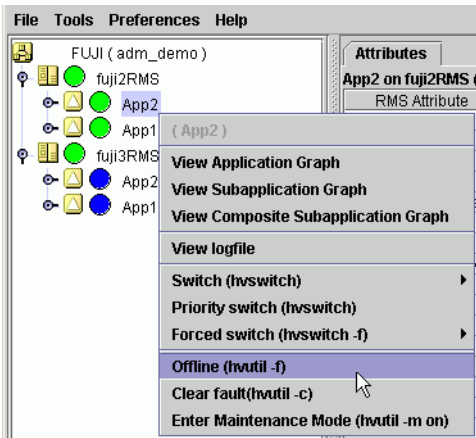 File Tools Preferences Help
FUJI ( adm_demo )
fuji2RMS
App2
App1
fuji3RMS
App2
App1
Attributes
App2 on fuji2RMS (
RMS Attribute
( App2 )
View Application Graph
View Subapplication Graph
View Composite Subapplication Graph
View logfile
Switch (hvswitch)
Priority switch (hvswitch)
Forced switch (hvswitch -f)
Offline (hvutil -f)
Clear fault(hvutil -c)
Enter Maintenance Mode (hvutil -m on)